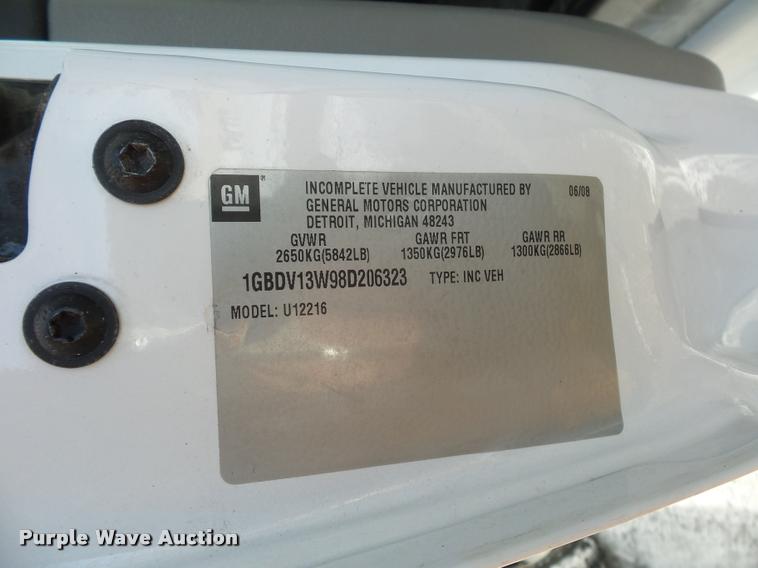 GM ® INCOMPLETE VEHICLE MANUFACTURED BY 06/08
GENERAL MOTORS CORPORATION
DETROIT, MICHIGAN 48243
GVWR GAWR FRT GAWR RR
2650KG(5842LB) 1350KG(2976LB) 1300KG(2866LB)
1GBDV13W98D206323 TYPE: INC VEH
MODEL: U12216
Purple Wave Auction